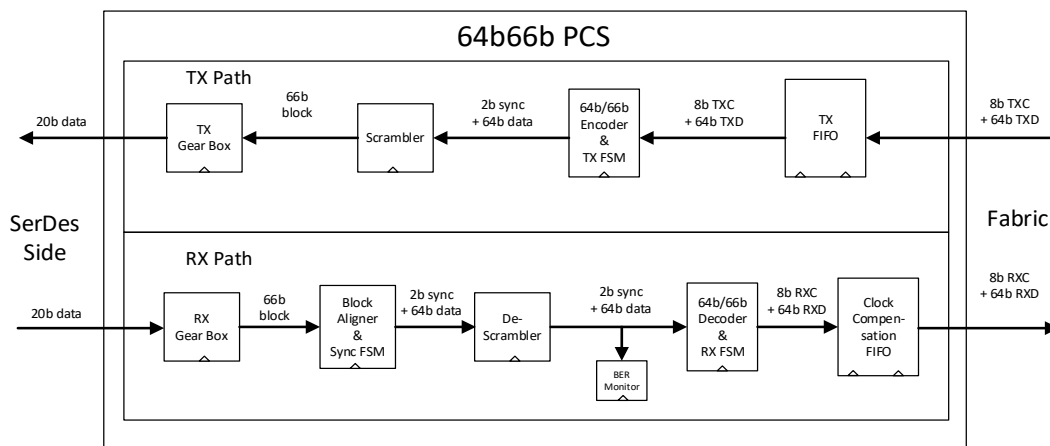 64b66b PCS
TX Path
20b data
TX
Gear Box
66b
block
Scrambler
2b sync
+ 64b data
64b/66b
Encoder
&
TX FSM
8b TXC
+ 64b TXD
TX
FIFO
8b TXC
+ 64b TXD
SerDes
Side
Fabric
RX Path
20b data
RX
Gear Box
66b
block
Block
Aligner
&
Sync FSM
2b sync
+ 64b data
De-
Scrambler
2b sync
+ 64b data
BER
Monitor
64b/66b
Decoder
&
RX FSM
8b RXC
+ 64b RXD
Clock
Compen-
sation
FIFO
8b RXC
+ 64b RXD